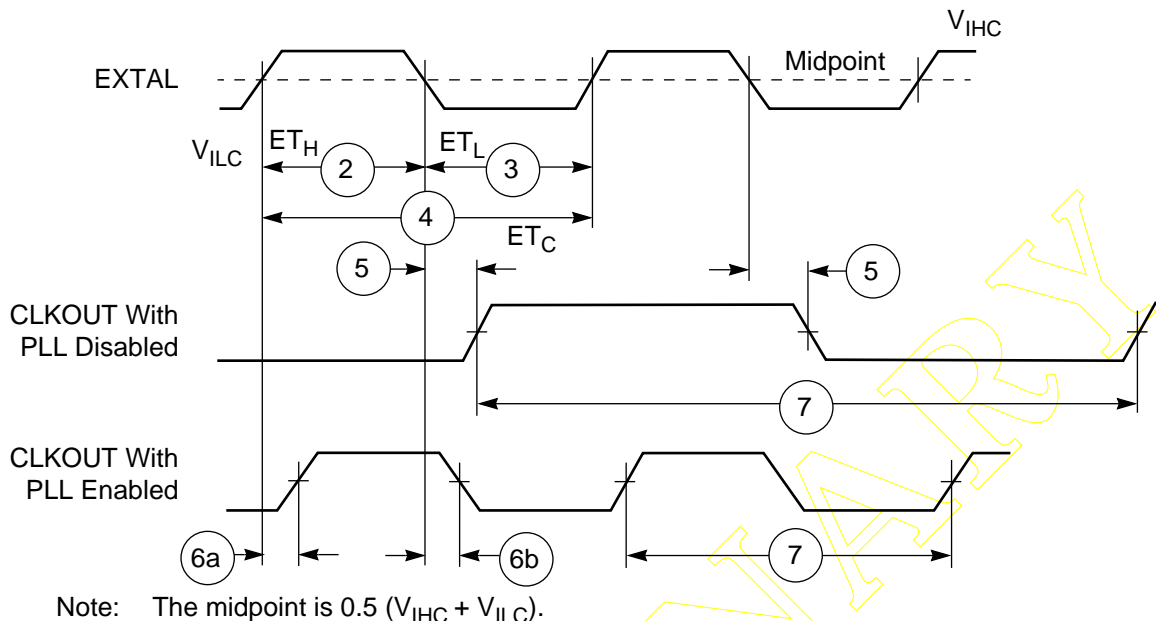 V_IHC
EXTAL
Midpoint
V_ILC
ET_H
ET_L
2
3
4
ET_C
5
5
CLKOUT With
PLL Disabled
7
CLKOUT With
PLL Enabled
6a
6b
7
Note: The midpoint is 0.5 (V_IHC + V_ILC).
NARY